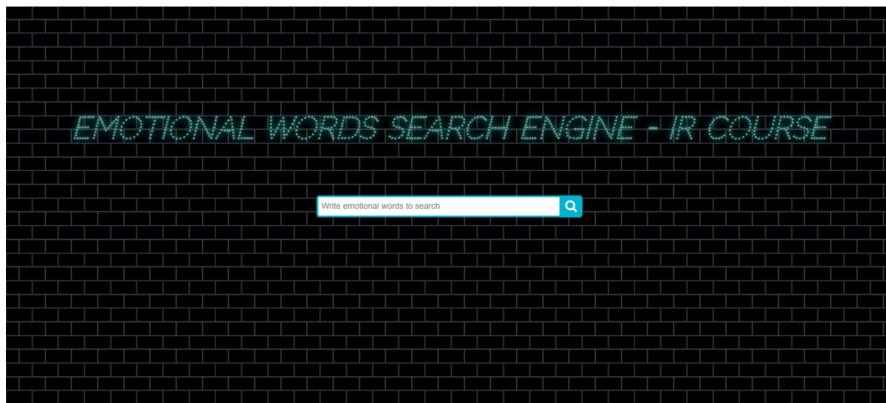 EMOTIONAL WORDS SEARCH ENGINE - IR COURSE
Write emotional words to search